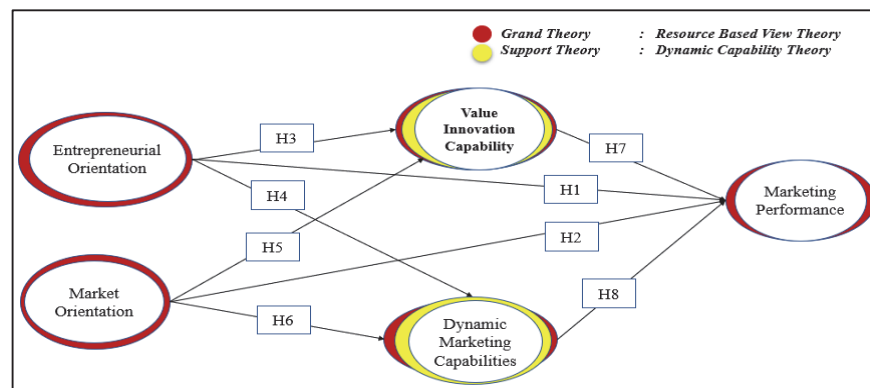 Grand Theory : Resource Based View Theory
Support Theory : Dynamic Capability Theory
Value
Innovation
Capability
H3
H7
Entrepreneurial
Orientation
H4
H1
Marketing
Performance
H5
H2
Market
Orientation
H6
H8
Dynamic
Marketing
Capabilities